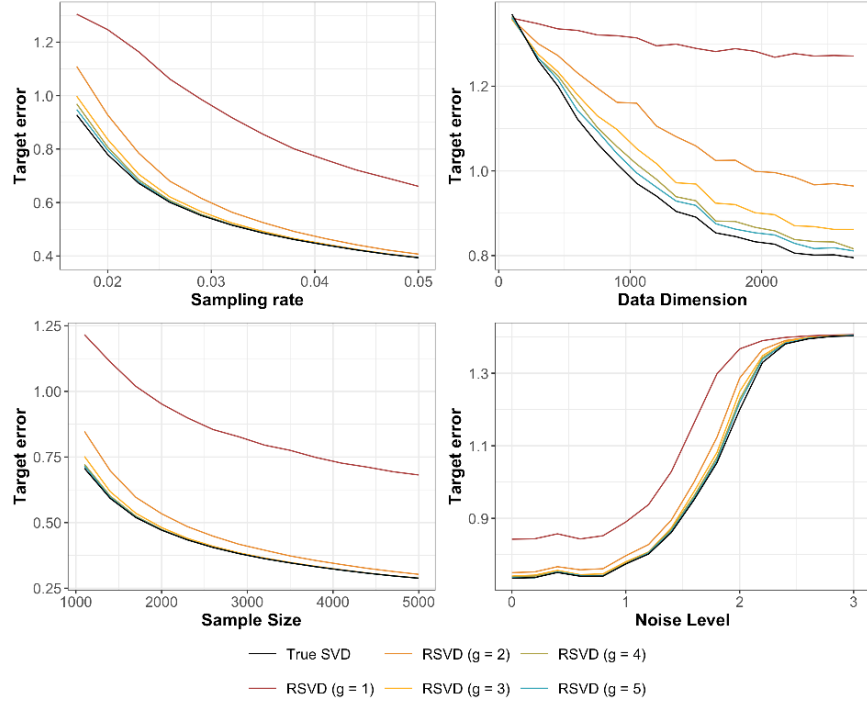 1.2
1.0
0.8
0.6
0.4
Target error
0.02 0.03 0.04 0.05
Sampling rate
1.2
1.0
0.8
Target error
0 1000 2000
Data Dimension
1.25
1.00
0.75
0.50
0.25
Target error
1000 2000 3000 4000 5000
Sample Size
1.3
1.1
0.9
Target error
0 1 2 3
Noise Level
True SVD RSVD (g = 2) RSVD (g = 4)
RSVD (g = 1) RSVD (g = 3) RSVD (g = 5)